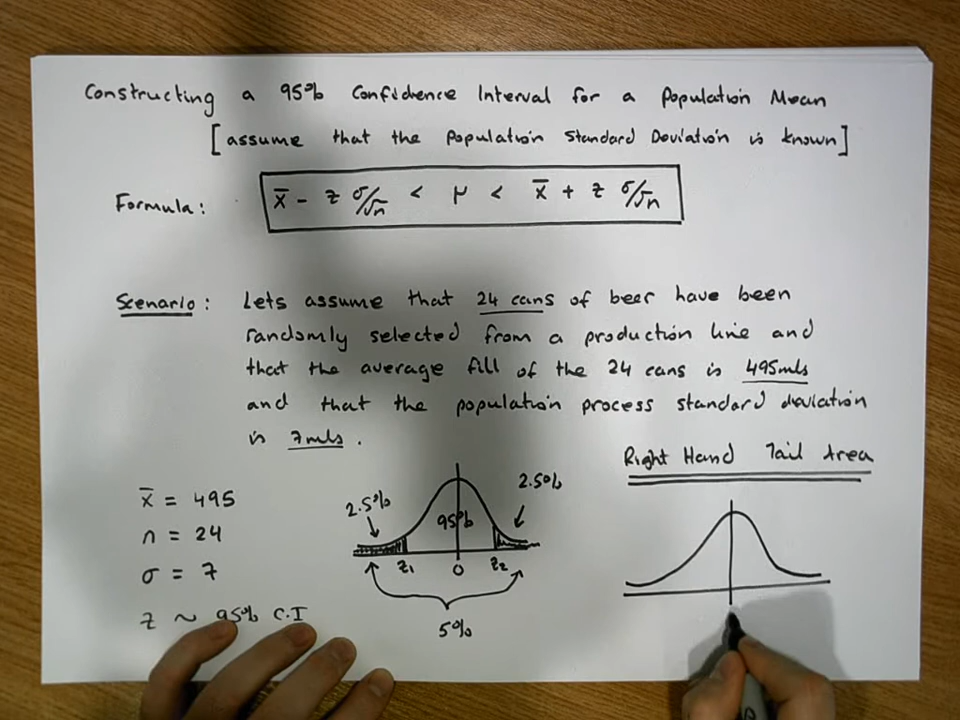 Constructing a 95% Confidence Interval for a Population Mean
[assume that the Population Standard Deviation is known]
Formula: x̄ - z σ/√n < μ < x̄ + z σ/√n
Scenario: Lets assume that 24 cans of beer have been
randomly selected from a production line and
that the average fill of the 24 cans is 495mls
and that the population process standard deviation
is 7mls.
Right Hand Tail Area
x̄ = 495
n = 24
σ = 7
z ~ 95% C.I
2.5%
95%
2.5%
z₁ 0 z₂
5%